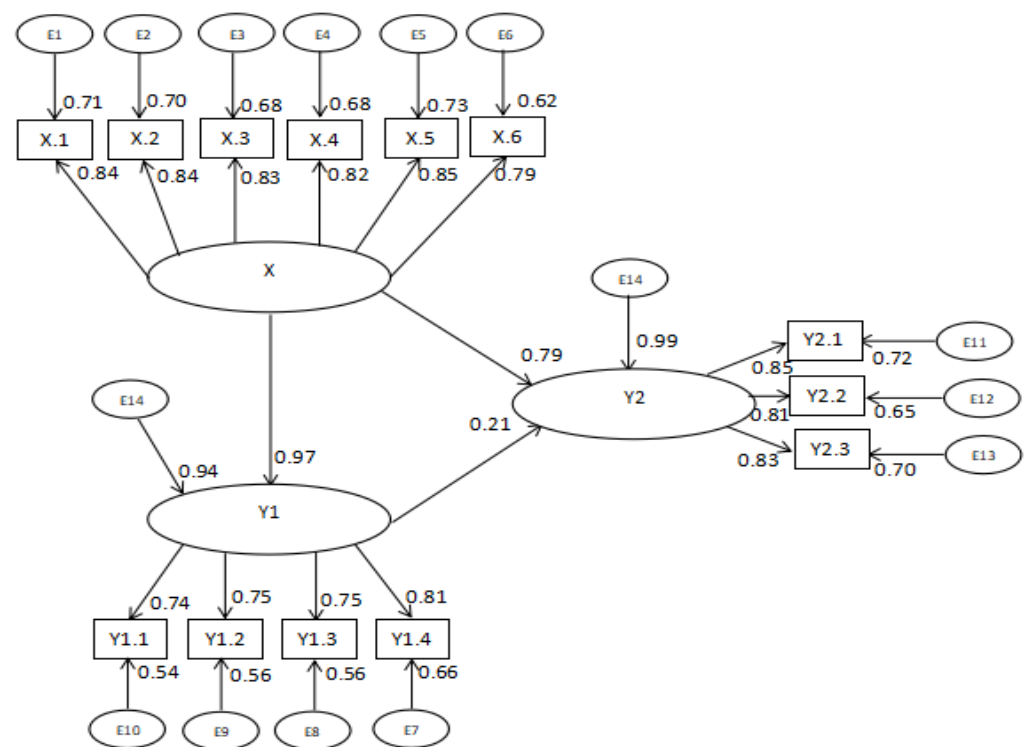 E1 E2 E3 E4 E5 E6
0.71 0.70 0.68 0.68 0.73 0.62
X.1 X.2 X.3 X.4 X.5 X.6
0.84 0.84 0.83 0.82 0.85 0.79
X
E14
0.79 0.99
Y2.1 E11
0.85 0.72
Y2
Y2.2 E12
0.81 0.65
Y2.3 E13
0.83 0.70
E14
0.21
0.94 0.97
Y1
0.74 0.75 0.75 0.81
Y1.1 Y1.2 Y1.3 Y1.4
0.54 0.56 0.56 0.66
E10 E9 E8 E7